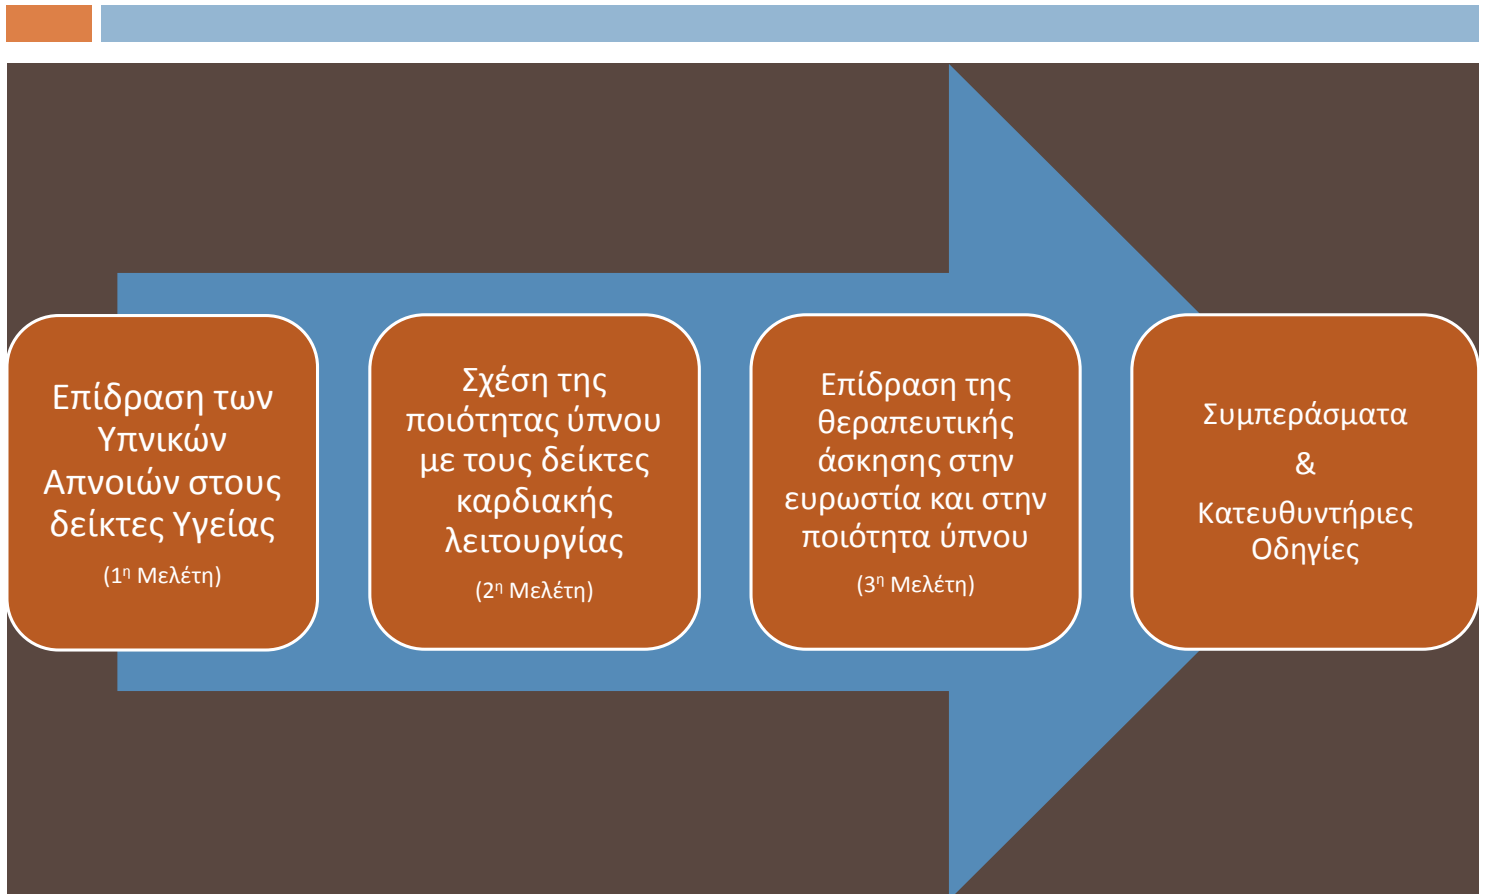 Επίδραση των
Υπνικών
Απνοιών στους
δείκτες Υγείας
(1η Μελέτη)
Σχέση της
ποιότητας ύπνου
με τους δείκτες
καρδιακής
λειτουργίας
(2η Μελέτη)
Επίδραση της
θεραπευτικής
άσκησης στην
ευρωστία και στην
ποιότητα ύπνου
(3η Μελέτη)
Συμπεράσματα
&
Κατευθυντήριες
Οδηγίες